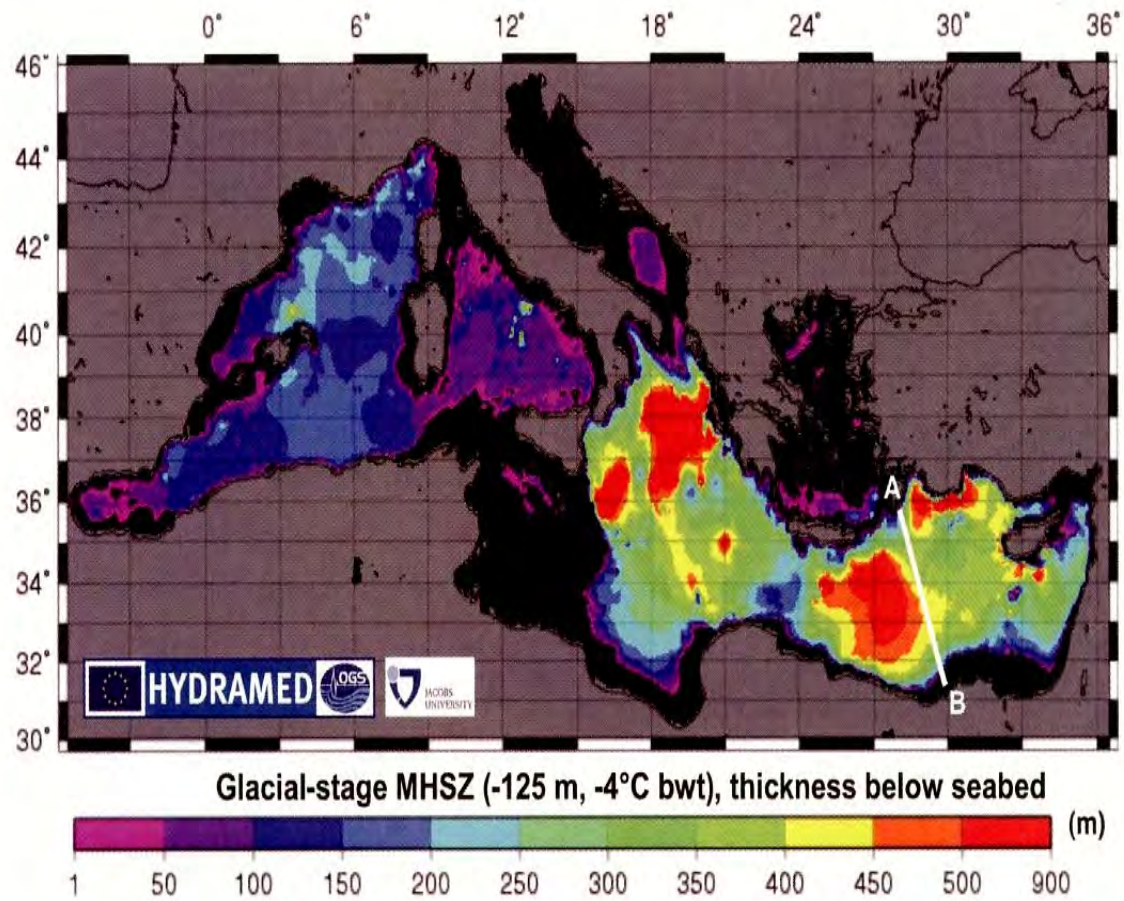 0° 6° 12° 18° 24° 30° 36°
46°
44°
42°
40°
38°
36°
34°
32°
30°
A
B
HYDRAMED OGS JACOBS
UNIVERSITY
Glacial-stage MHSZ (-125 m, -4°C bwt), thickness below seabed
(m)
1 50 100 150 200 250 300 350 400 450 500 900